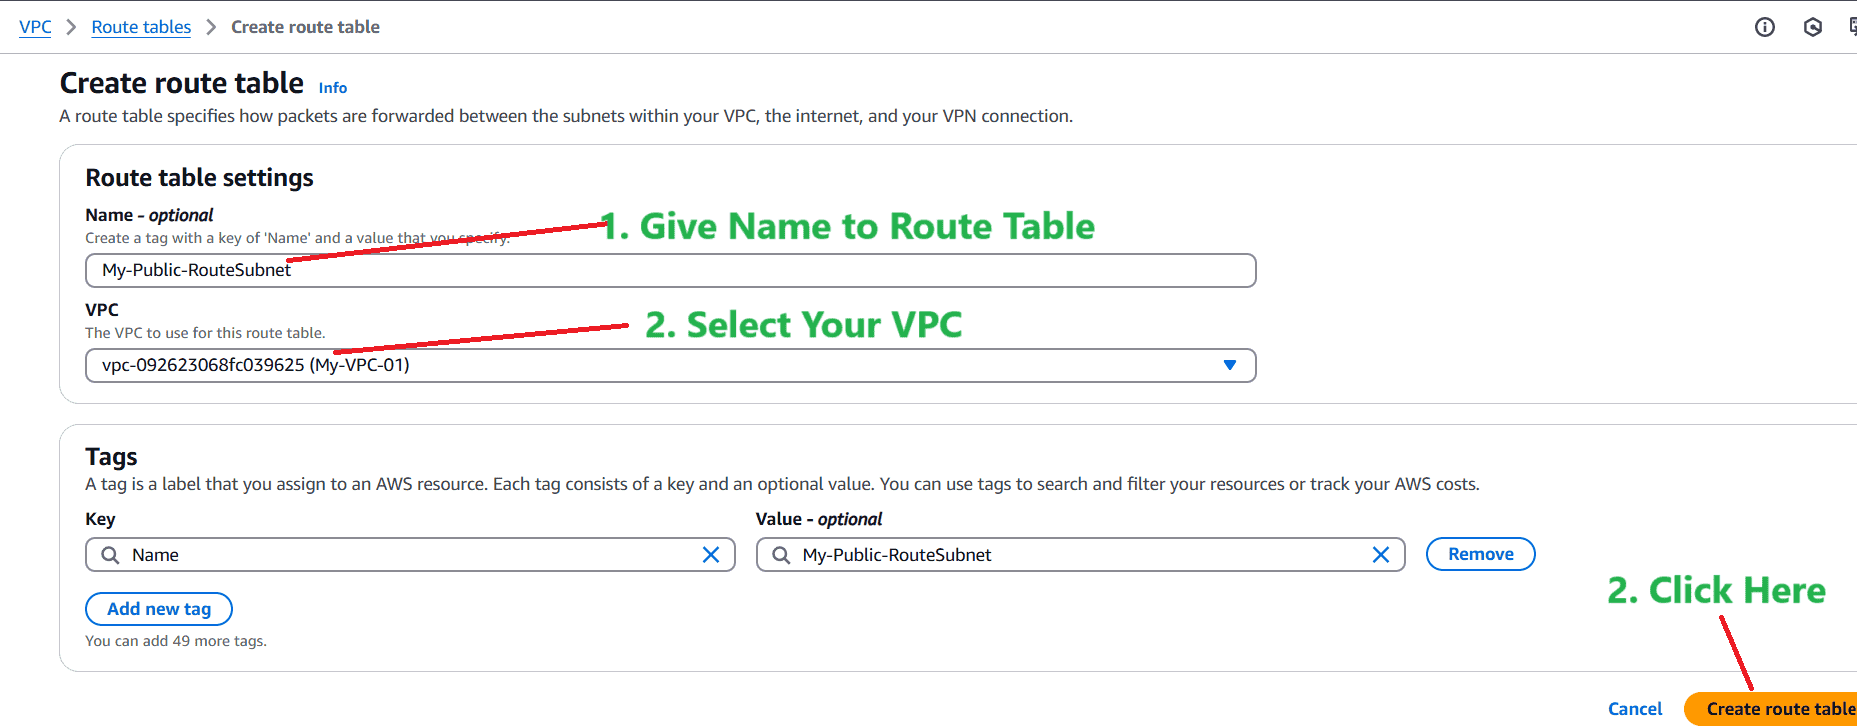 VPC > Route tables > Create route table
Create route table Info
A route table specifies how packets are forwarded between the subnets within your VPC, the internet, and your VPN connection.
Route table settings
Name - optional
1. Give Name to Route Table
Create a tag with a key of 'Name' and a value that you specify.
My-Public-RouteSubnet
VPC
2. Select Your VPC
The VPC to use for this route table.
vpc-092623068fc039625 (My-VPC-01)
Tags
A tag is a label that you assign to an AWS resource. Each tag consists of a key and an optional value. You can use tags to search and filter your resources or track your AWS costs.
Key
Value - optional
Name
My-Public-RouteSubnet
Remove
2. Click Here
Add new tag
You can add 49 more tags.
Cancel
Create route table